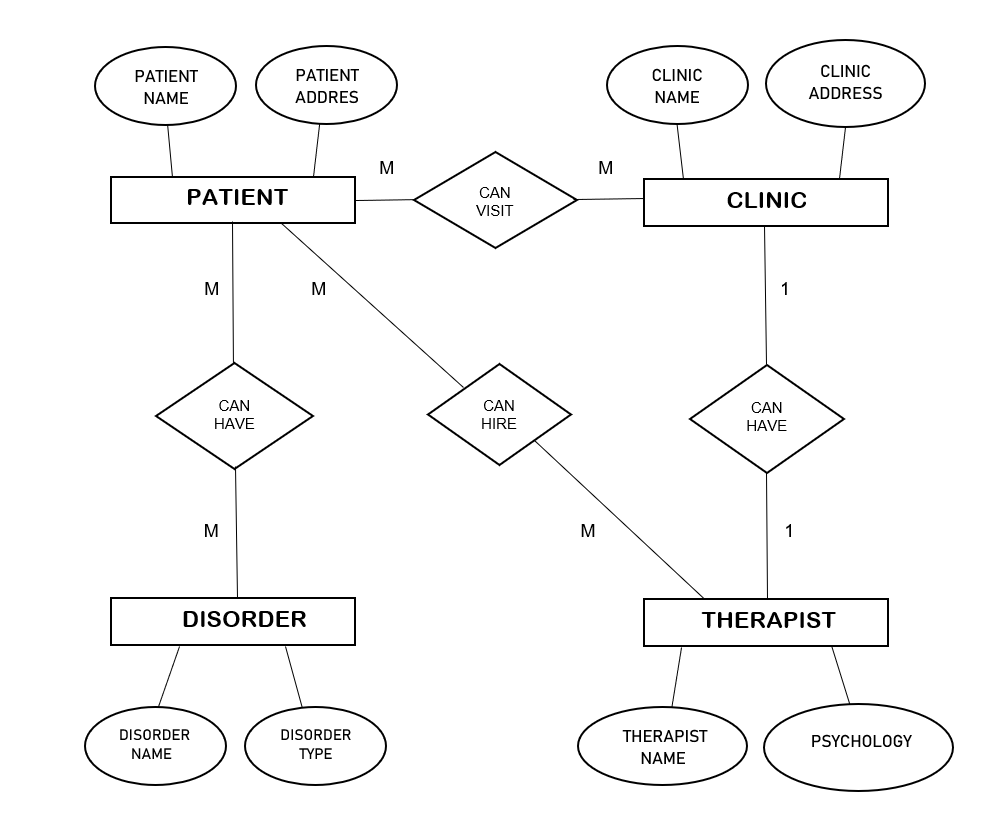 PATIENT
NAME
PATIENT
ADDRES
CLINIC
NAME
CLINIC
ADDRESS
M
M
PATIENT
CAN
VISIT
CLINIC
M
M
1
CAN
HAVE
CAN
HIRE
CAN
HAVE
M
M
1
DISORDER
THERAPIST
DISORDER
NAME
DISORDER
TYPE
THERAPIST
NAME
PSYCHOLOGY